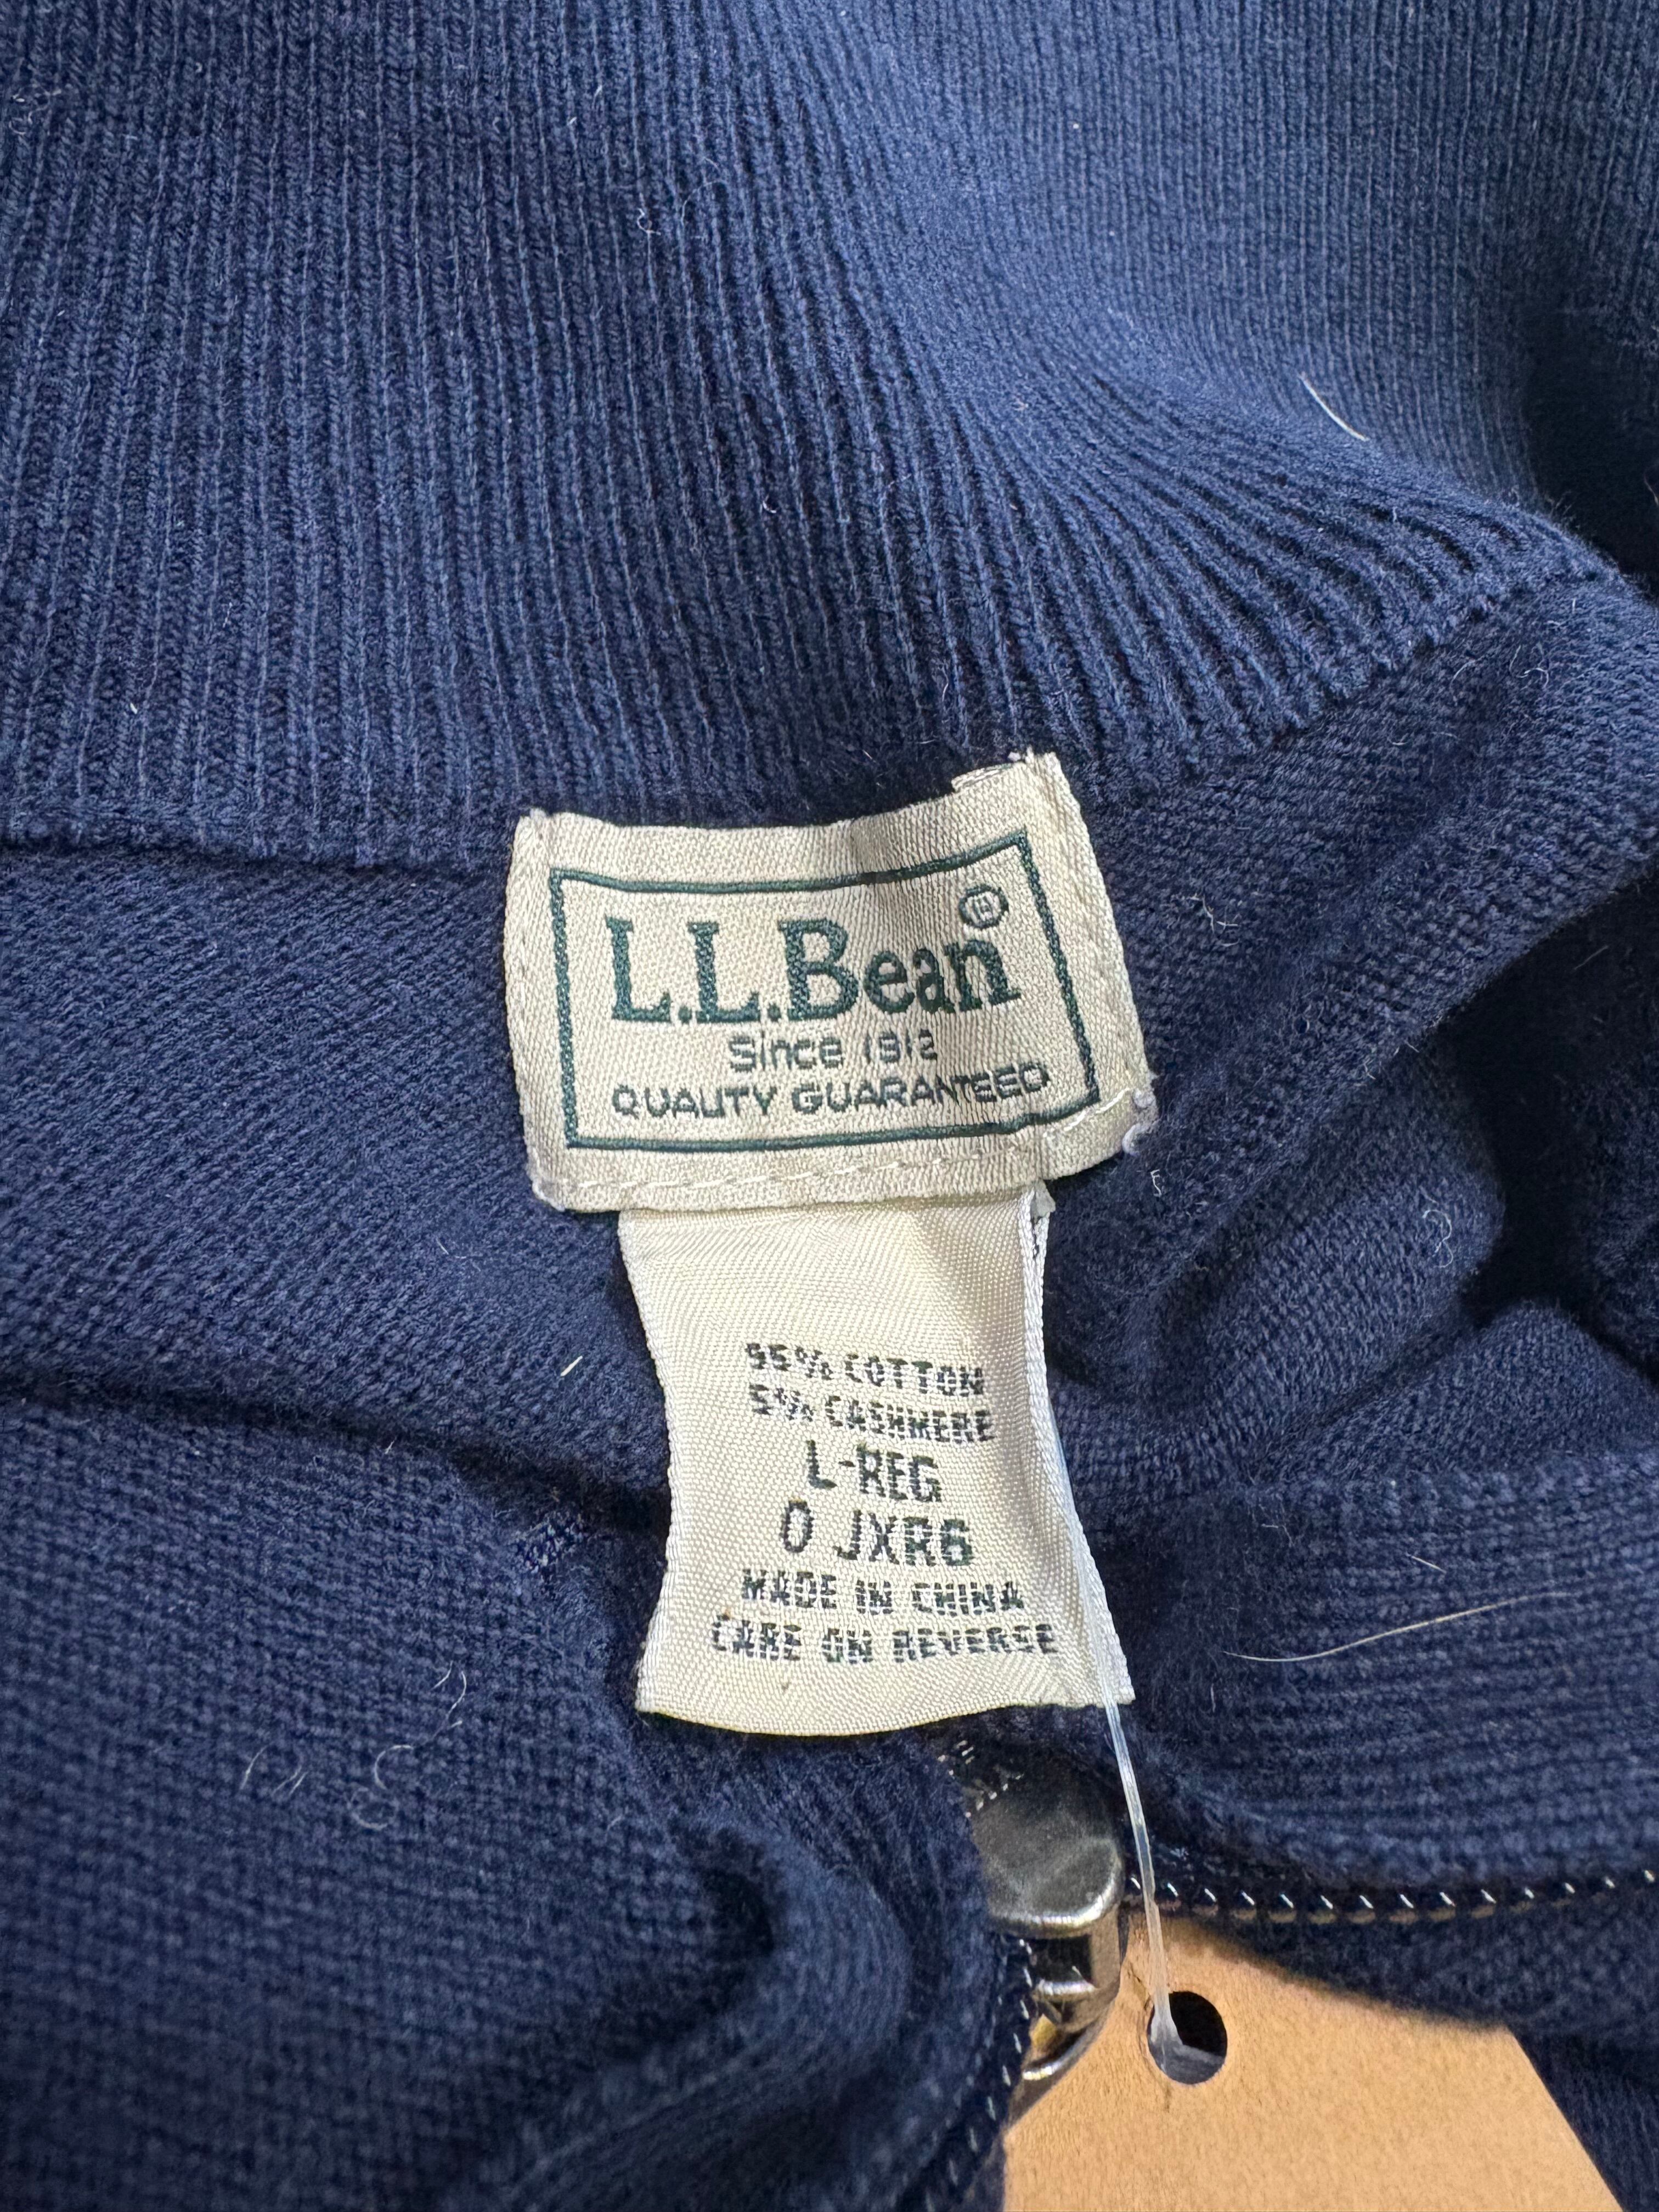 L.L.Bean®
Since 1912
QUALITY GUARANTEED
95% COTTON
5% CASHMERE
L-REG
0 JXR6
MADE IN CHINA
CARE ON REVERSE